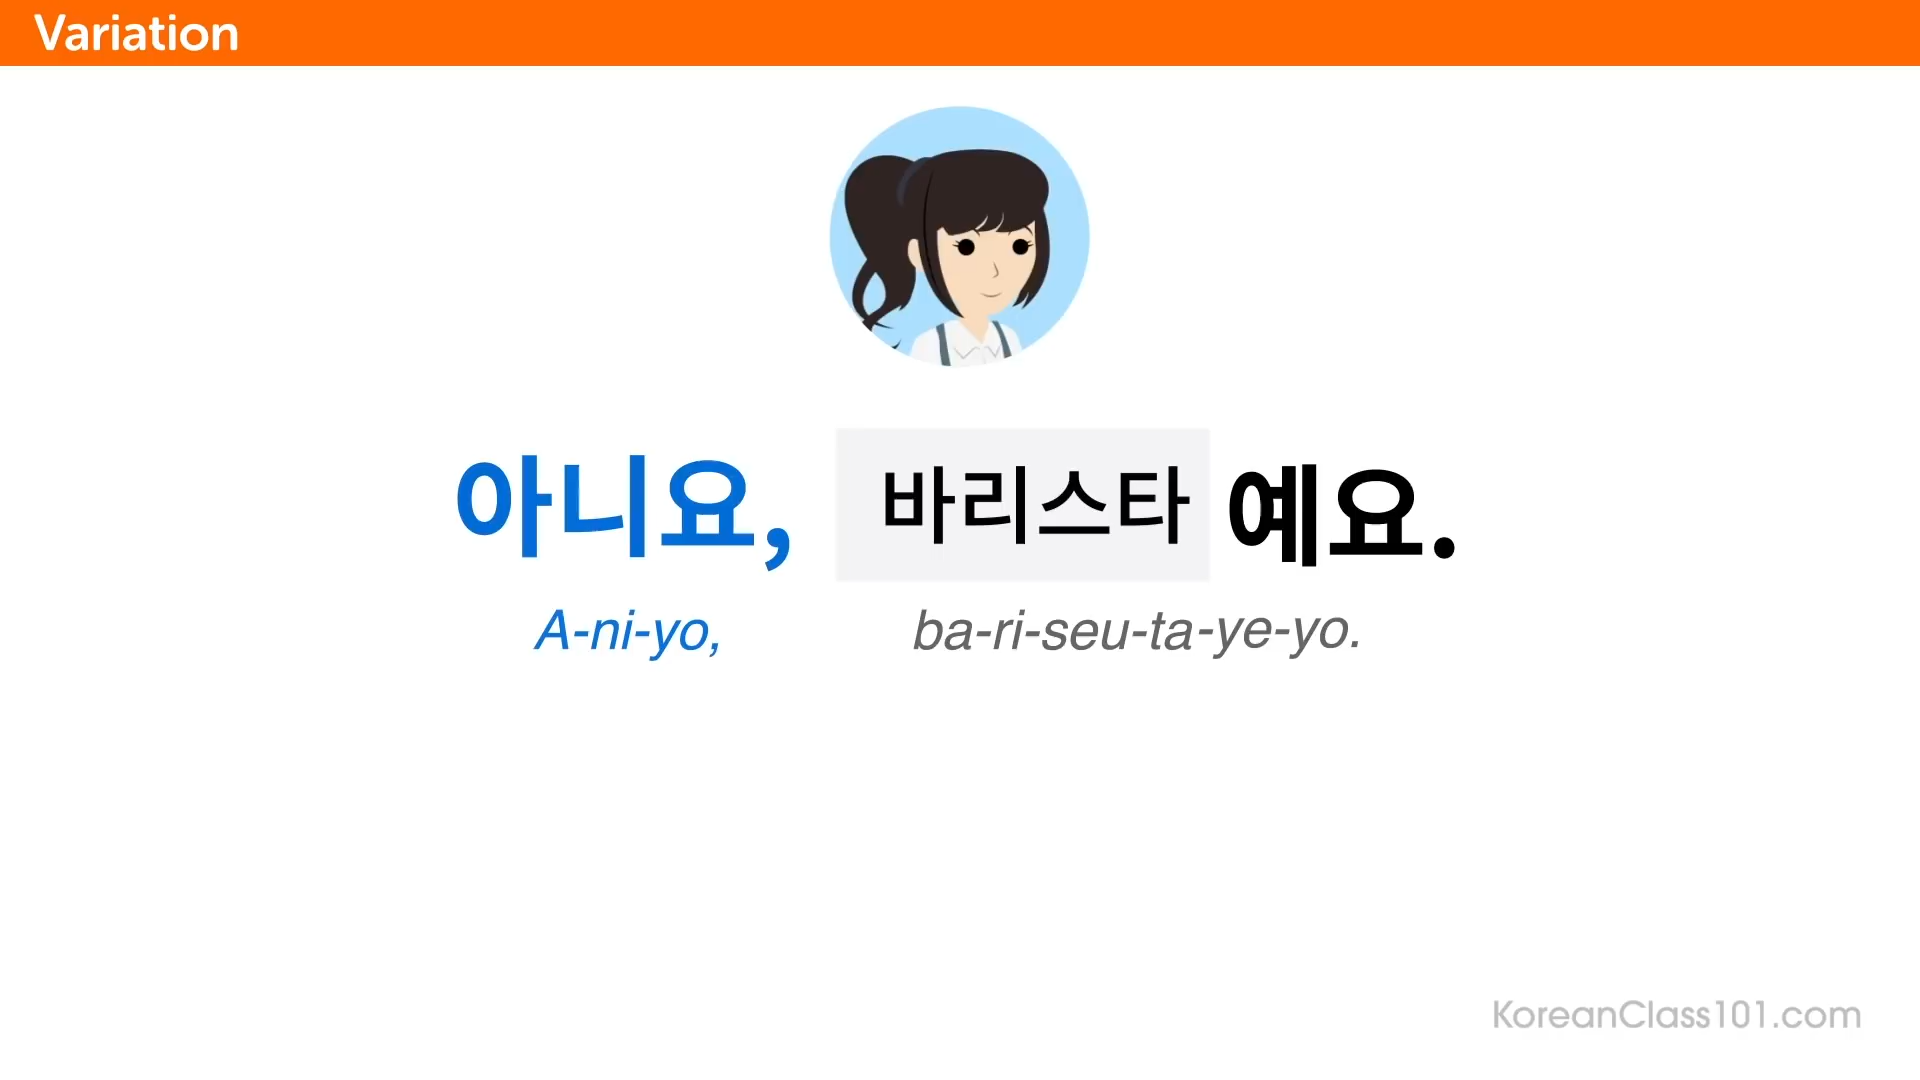 Variation
아니요, 바리스타 예요.
A-ni-yo, ba-ri-seu-ta-ye-yo.
KoreanClass101.com